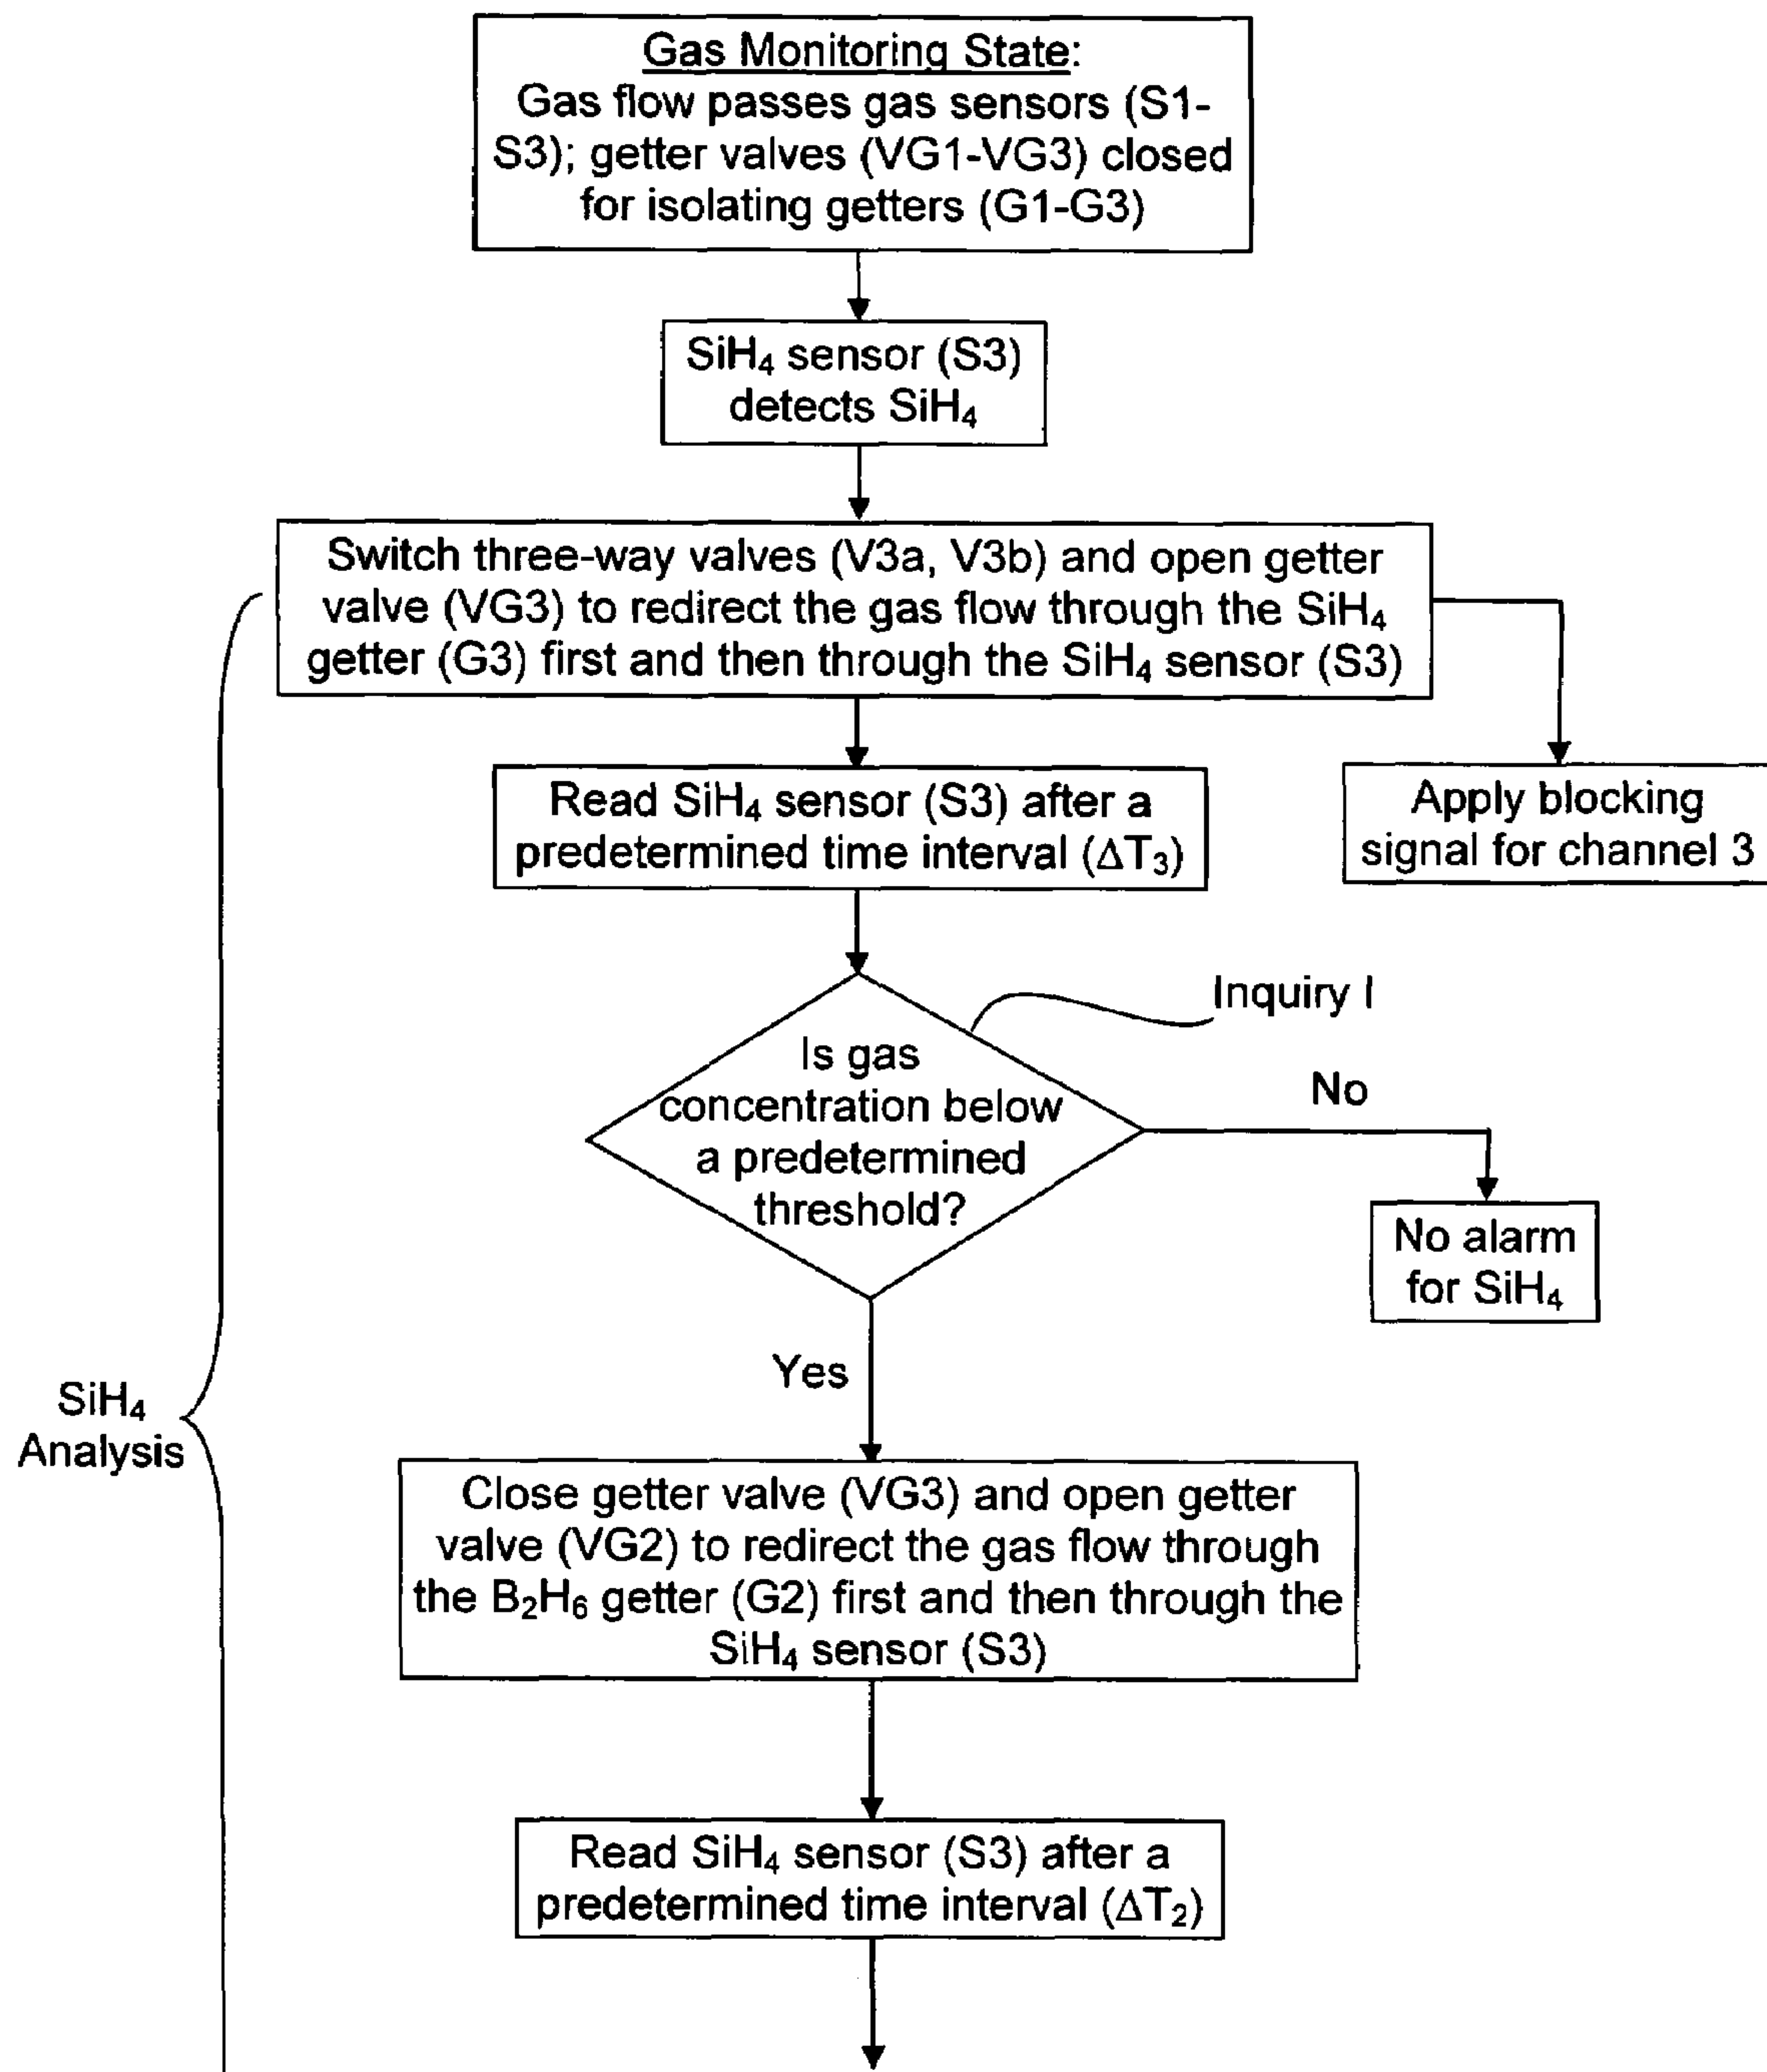 Gas Monitoring State:
Gas flow passes gas sensors (S1-
S3); getter valves (VG1-VG3) closed
for isolating getters (G1-G3)
SiH₄ sensor (S3)
detects SiH₄
Switch three-way valves (V3a, V3b) and open getter
valve (VG3) to redirect the gas flow through the SiH₄
getter (G3) first and then through the SiH₄ sensor (S3)
Read SiH₄ sensor (S3) after a
predetermined time interval (ΔT₃)
Apply blocking
signal for channel 3
Inquiry I
Is gas
concentration below
a predetermined
threshold?
No
No alarm
for SiH₄
Yes
SiH₄
Analysis
Close getter valve (VG3) and open getter
valve (VG2) to redirect the gas flow through
the B₂H₆ getter (G2) first and then through the
SiH₄ sensor (S3)
Read SiH₄ sensor (S3) after a
predetermined time interval (ΔT₂)